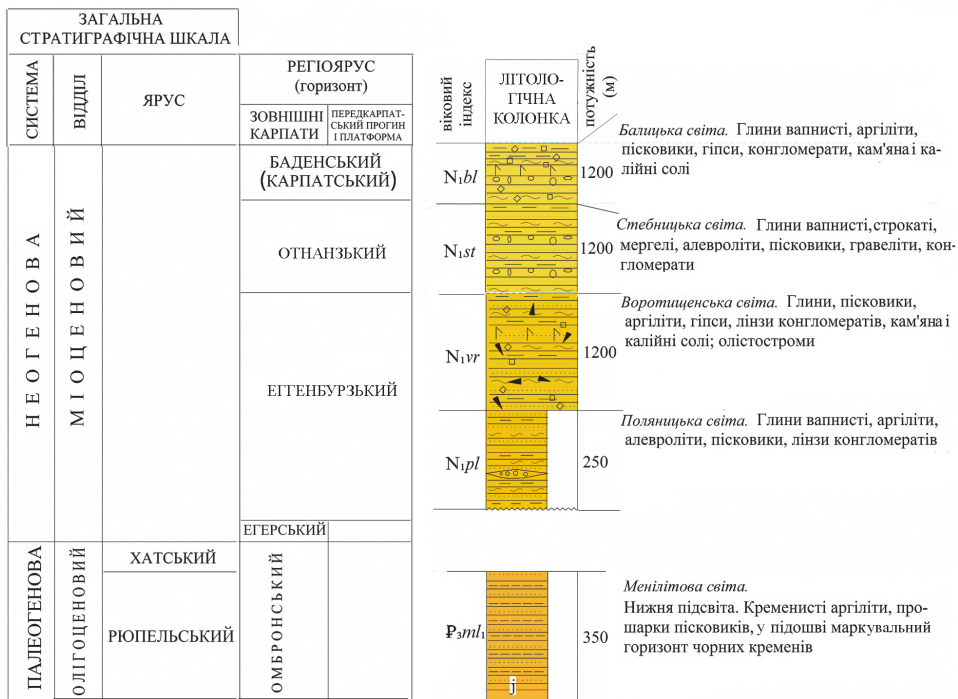 ЗАГАЛЬНА
СТРАТИГРАФІЧНА ШКАЛА
СИСТЕМА
ВІДДІЛ
ЯРУС
РЕГІОЯРУС
(горизонт)
ЗОВНІШНІ
КАРПАТИ
ПЕРЕДКАРПАТ-
СЬКИЙ ПРОГИН
І ПЛАТФОРМА
віковий
індекс
ЛІТОЛО-
ГІЧНА
КОЛОНКА
потужність
(м)
НЕОГЕНОВА
МІОЦЕНОВИЙ
БАДЕНСЬКИЙ
(КАРПАТСЬКИЙ)
ОТНАНЗЬКИЙ
ЕГГЕНБУРЗЬКИЙ
ЕГЕРСЬКИЙ
ПАЛЕОГЕНОВА
ОЛІГОЦЕНОВИЙ
ХАТСЬКИЙ
РЮПЕЛЬСЬКИЙ
ОМБРОНСЬКИЙ
N₁bl
1200
Балицька світа. Глини вапнисті, аргіліти,
пісковики, гіпси, конгломерати, кам'яна і ка-
лійні солі
N₁st
1200
Стебницька світа. Глини вапнисті, строкаті,
мергелі, алевроліти, пісковики, гравеліти, кон-
гломерати
N₁vr
1200
Воротищенська світа. Глини, пісковики,
аргіліти, гіпси, лінзи конгломератів, кам'яна і
калійні солі; олістостроми
N₁pl
250
Поляницька світа. Глини вапнисті, аргіліти,
алевроліти, пісковики, лінзи конгломератів
₽₃ml₁
350
j
Менілітова світа.
Нижня підсвіта. Кременисті аргіліти, про-
шарки пісковиків, у підошві маркувальний
горизонт чорних кременів